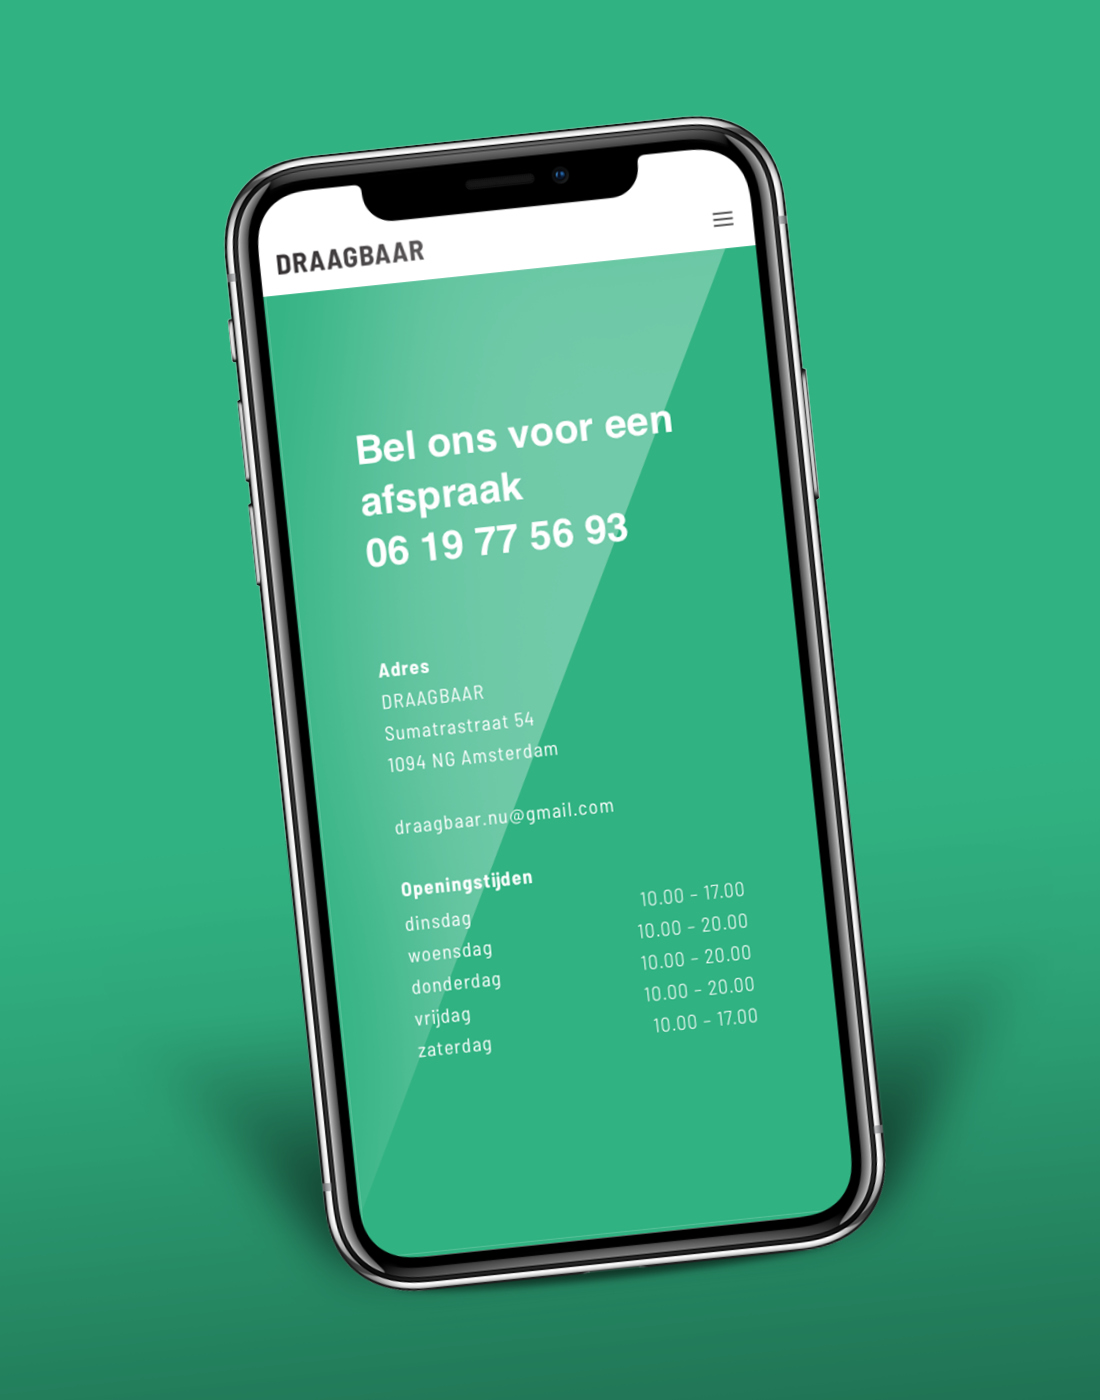 DRAAGBAAR
Bel ons voor een
afspraak
06 19 77 56 93
Adres
DRAAGBAAR
Sumatrastraat 54
1094 NG Amsterdam
draagbaar.nu@gmail.com
Openingstijden
dinsdag 10.00 – 17.00
woensdag 10.00 – 20.00
donderdag 10.00 – 20.00
vrijdag 10.00 – 20.00
zaterdag 10.00 – 17.00